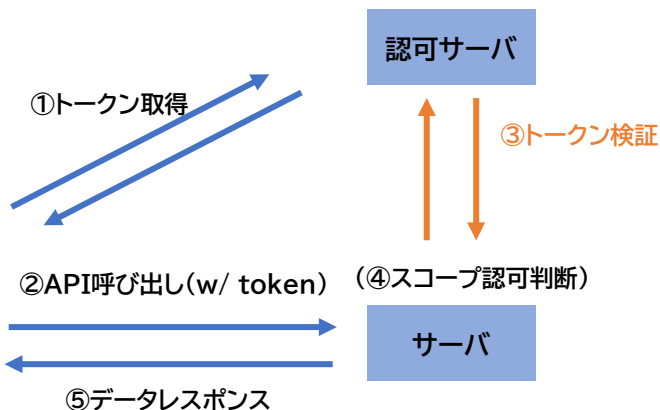 認可サーバ
①トークン取得
③トークン検証
②API呼び出し(w/ token)
(④スコープ認可判断)
サーバ
⑤データレスポンス